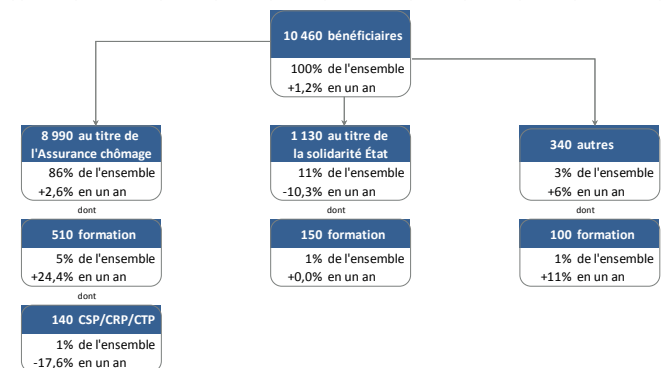 10 460 bénéficiaires
100% de l'ensemble
+1,2% en un an
8 990 au titre de
l'Assurance chômage
86% de l'ensemble
+2,6% en un an
dont
510 formation
5% de l'ensemble
+24,4% en un an
dont
140 CSP/CRP/CTP
1% de l'ensemble
-17,6% en un an
1 130 au titre de
la solidarité État
11% de l'ensemble
-10,3% en un an
dont
150 formation
1% de l'ensemble
+0,0% en un an
340 autres
3% de l'ensemble
+6% en un an
dont
100 formation
1% de l'ensemble
+11% en un an